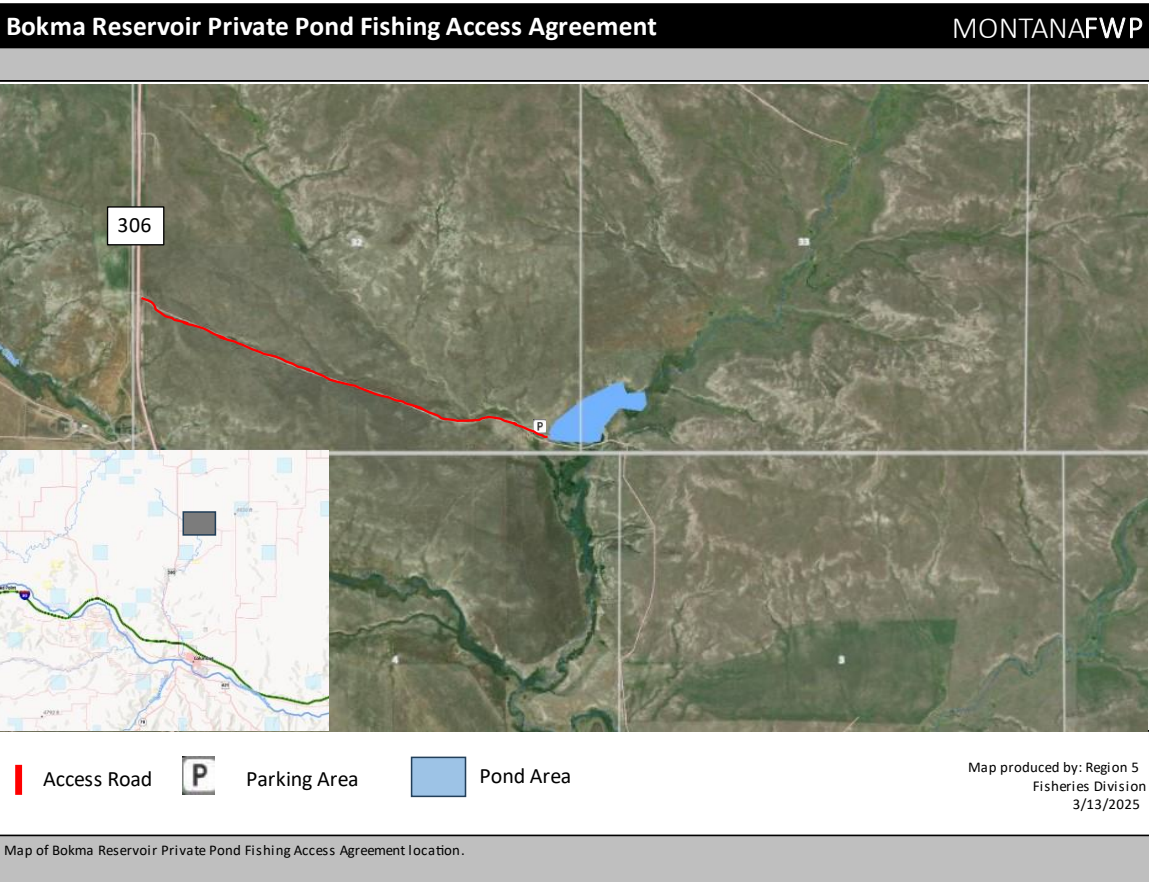 Bokma Reservoir Private Pond Fishing Access Agreement
MONTANAFWP
306
32
33
P
4
3
Columbus
78
P
Access Road
Parking Area
Pond Area
Map produced by: Region 5
Fisheries Division
3/13/2025
Map of Bokma Reservoir Private Pond Fishing Access Agreement location.